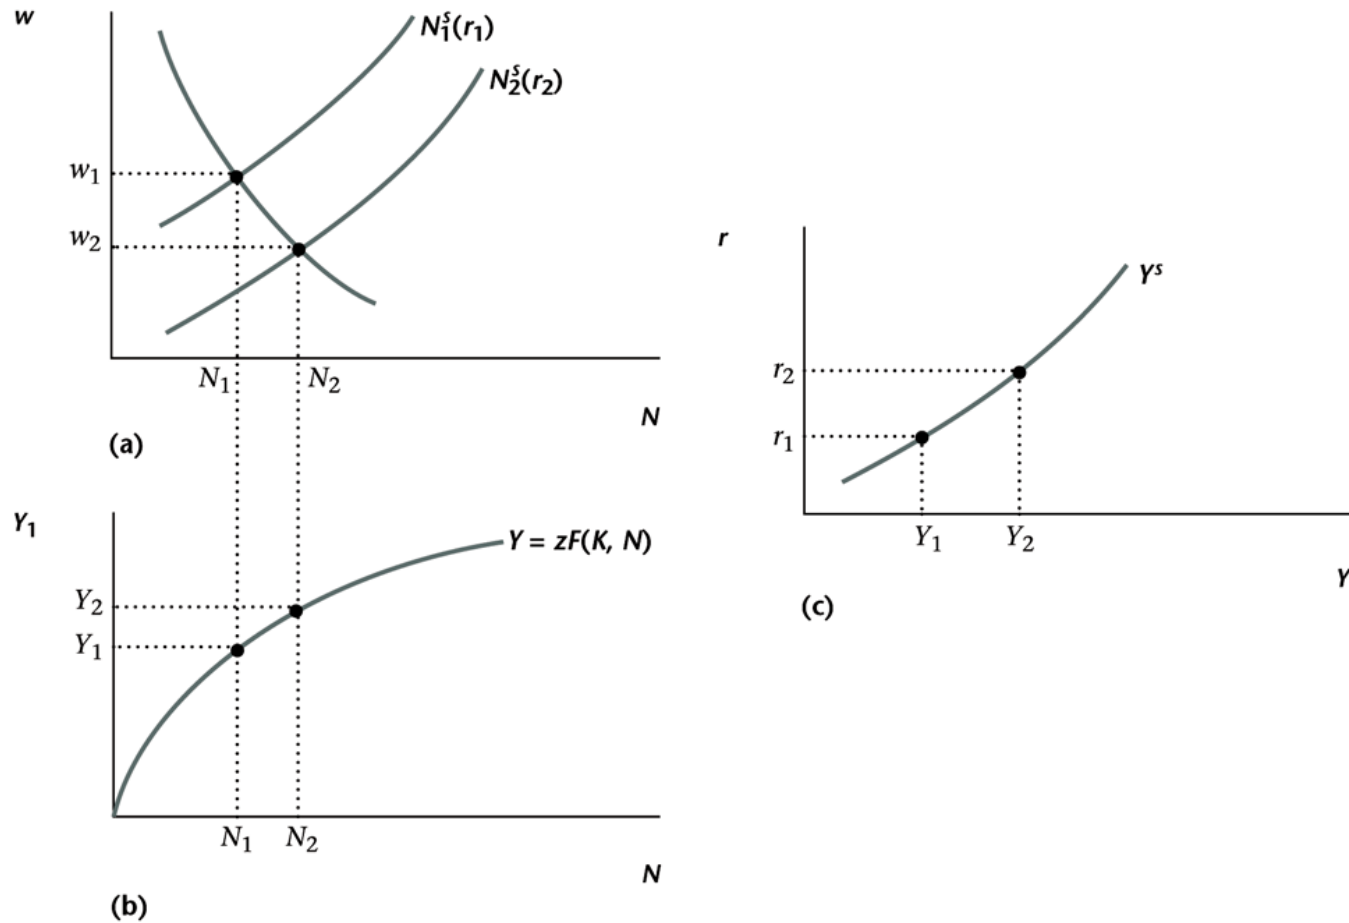 w
N₁ˢ(r₁)
N₂ˢ(r₂)
w₁
w₂
N₁
N₂
N
(a)
Y₁
Y = zF(K, N)
Y₂
Y₁
N₁
N₂
N
(b)
r
Yˢ
r₂
r₁
Y₁
Y₂
Y
(c)